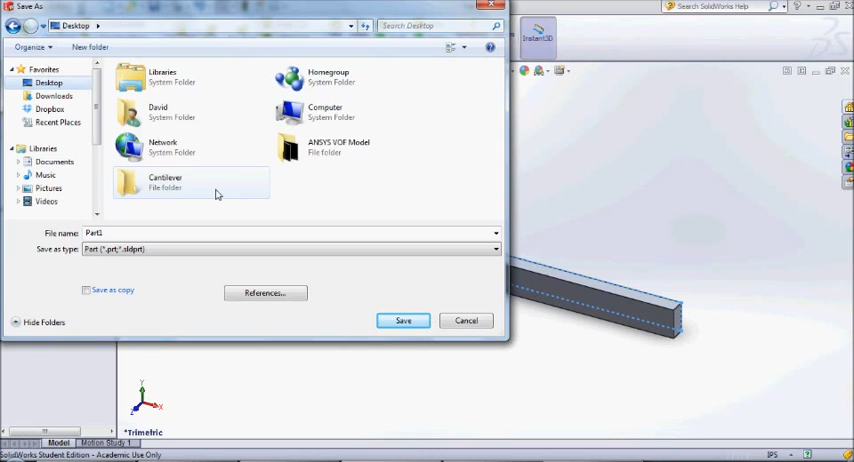 Save As
Search SolidWorks Help
Desktop
Search Desktop
Organize
New folder
Instant3D
Favorites
Desktop
Downloads
Dropbox
Recent Places
Libraries
Documents
Music
Pictures
Videos
Libraries
System Folder
Homegroup
System Folder
David
System Folder
Computer
System Folder
Network
System Folder
ANSYS VOF Model
File folder
Cantilever
File folder
File name:
Part1
Save as type:
Part (*.prt;*.sldprt)
Save as copy
References...
Hide Folders
Save
Cancel
Y
X
Z
*Trimetric
Model
Motion Study 1
SolidWorks Student Edition - Academic Use Only
IPS